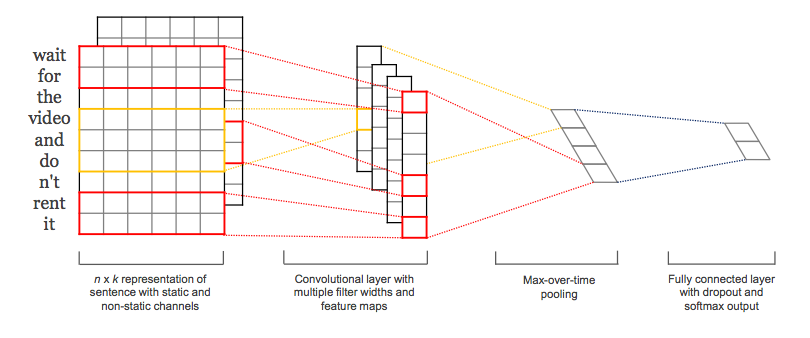 wait
for
the
video
and
do
n't
rent
it
n x k representation of
sentence with static and
non-static channels
Convolutional layer with
multiple filter widths and
feature maps
Max-over-time
pooling
Fully connected layer
with dropout and
softmax output